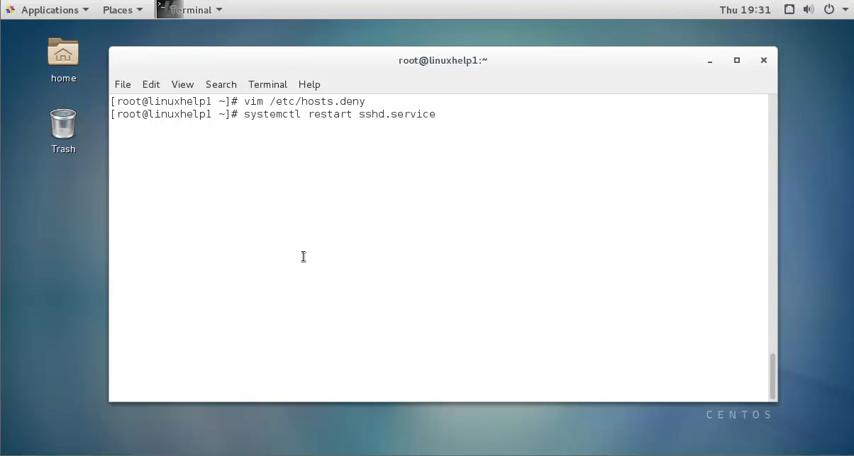 Applications Places Terminal Thu 19:31
home
Trash
root@linuxhelp1:~
File Edit View Search Terminal Help
[root@linuxhelp1 ~]# vim /etc/hosts.deny
[root@linuxhelp1 ~]# systemctl restart sshd.service
CENTOS